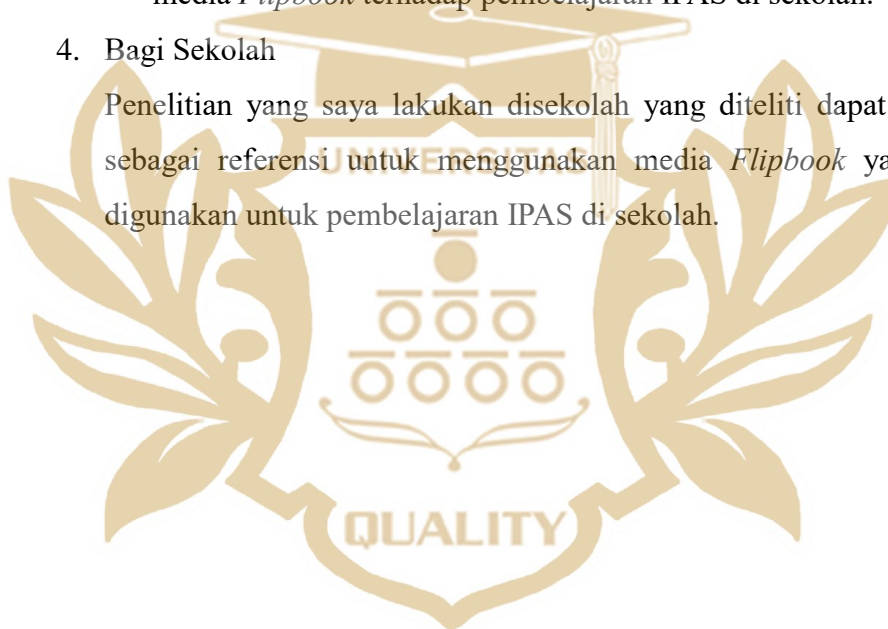 media Flipbook terhadap pembelajaran IPAS di sekolah.
4. Bagi Sekolah
Penelitian yang saya lakukan disekolah yang diteliti dapat
sebagai referensi untuk menggunakan media Flipbook
digunakan untuk pembelajaran IPAS di sekolah.
UNIVERSITAS
QUALITY